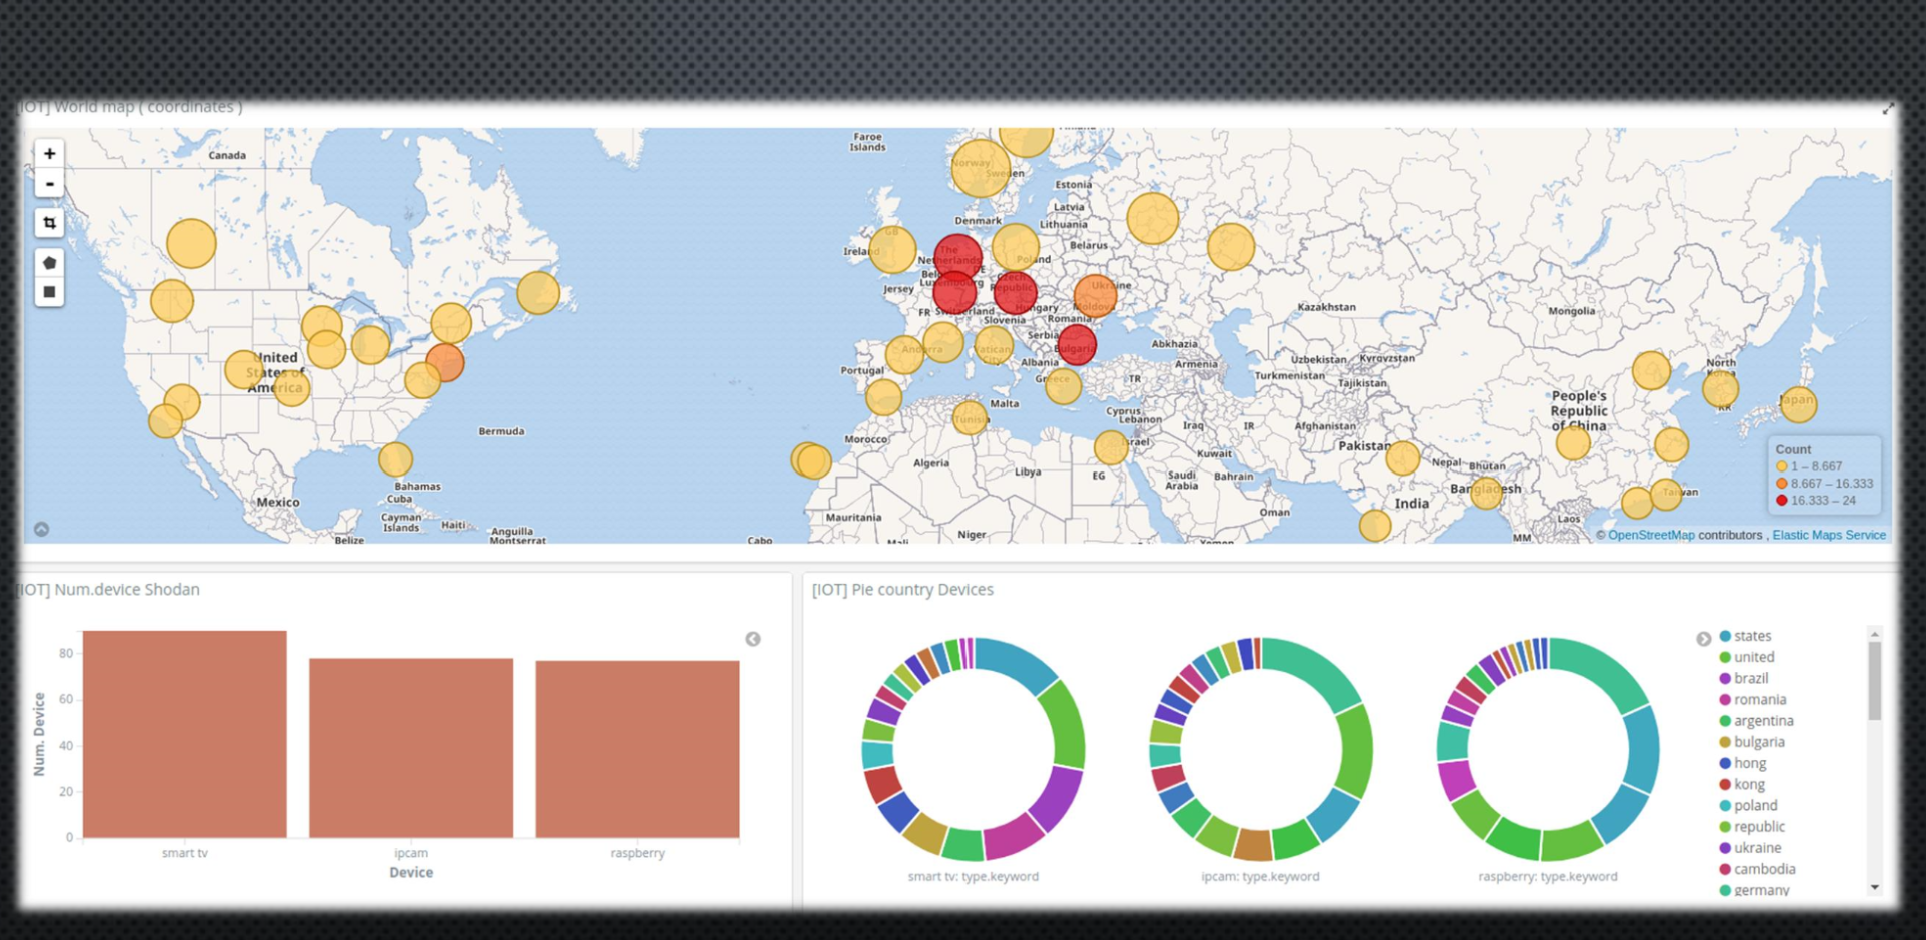 [IOT] World map ( coordinates )
+
-
Canada
Faroe
Islands
Norway
Sweden
Estonia
Latvia
Lithuania
Denmark
GB
Ireland
The
Netherlands
DE
Poland
Belarus
Luxembourg
Czech
Republic
Ukraine
Jersey
Moldova
FR
Switzerland
Hungary
Slovenia
Romania
Serbia
Kazakhstan
Mongolia
Andorra
Vatican
City
Bulgaria
Abkhazia
United
States of
America
Portugal
Albania
Armenia
Uzbekistan
Kyrgyzstan
Turkmenistan
Tajikistan
North
Korea
KR
Japan
Greece
TR
Malta
Tunisia
Cyprus
Lebanon
Iraq
IR
Afghanistan
People's
Republic
of China
Bermuda
Morocco
Israel
Kuwait
Pakistan
Algeria
Libya
EG
Saudi
Arabia
Bahrain
Nepal
Bhutan
Bahamas
Cuba
Mexico
India
Bangladesh
Taiwan
Mauritania
Oman
Laos
Cayman
Islands
Haiti
Anguilla
Montserrat
Belize
Cabo
Mali
Niger
Yemen
MM
Count
1 – 8.667
8.667 – 16.333
16.333 – 24
© OpenStreetMap contributors , Elastic Maps Service
[IOT] Num.device Shodan
80
60
40
20
0
Num. Device
smart tv
ipcam
raspberry
Device
[IOT] Pie country Devices
smart tv: type.keyword
ipcam: type.keyword
raspberry: type.keyword
states
united
brazil
romania
argentina
bulgaria
hong
kong
poland
republic
ukraine
cambodia
germany